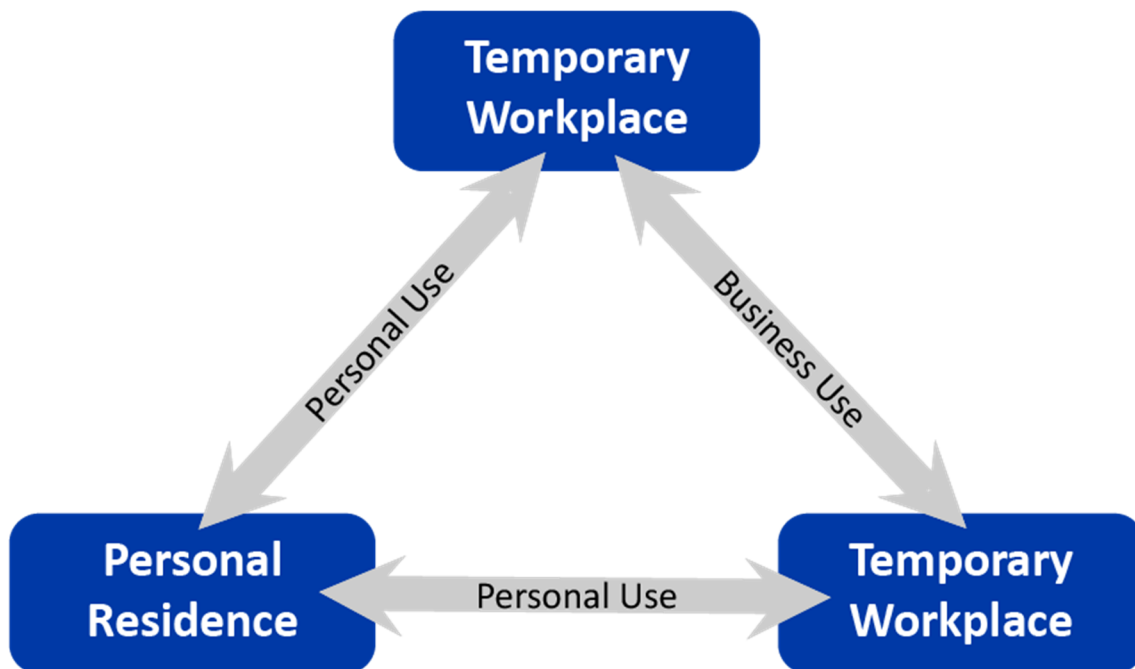 Temporary
Workplace
Personal Use
Business Use
Personal
Residence
Personal Use
Temporary
Workplace